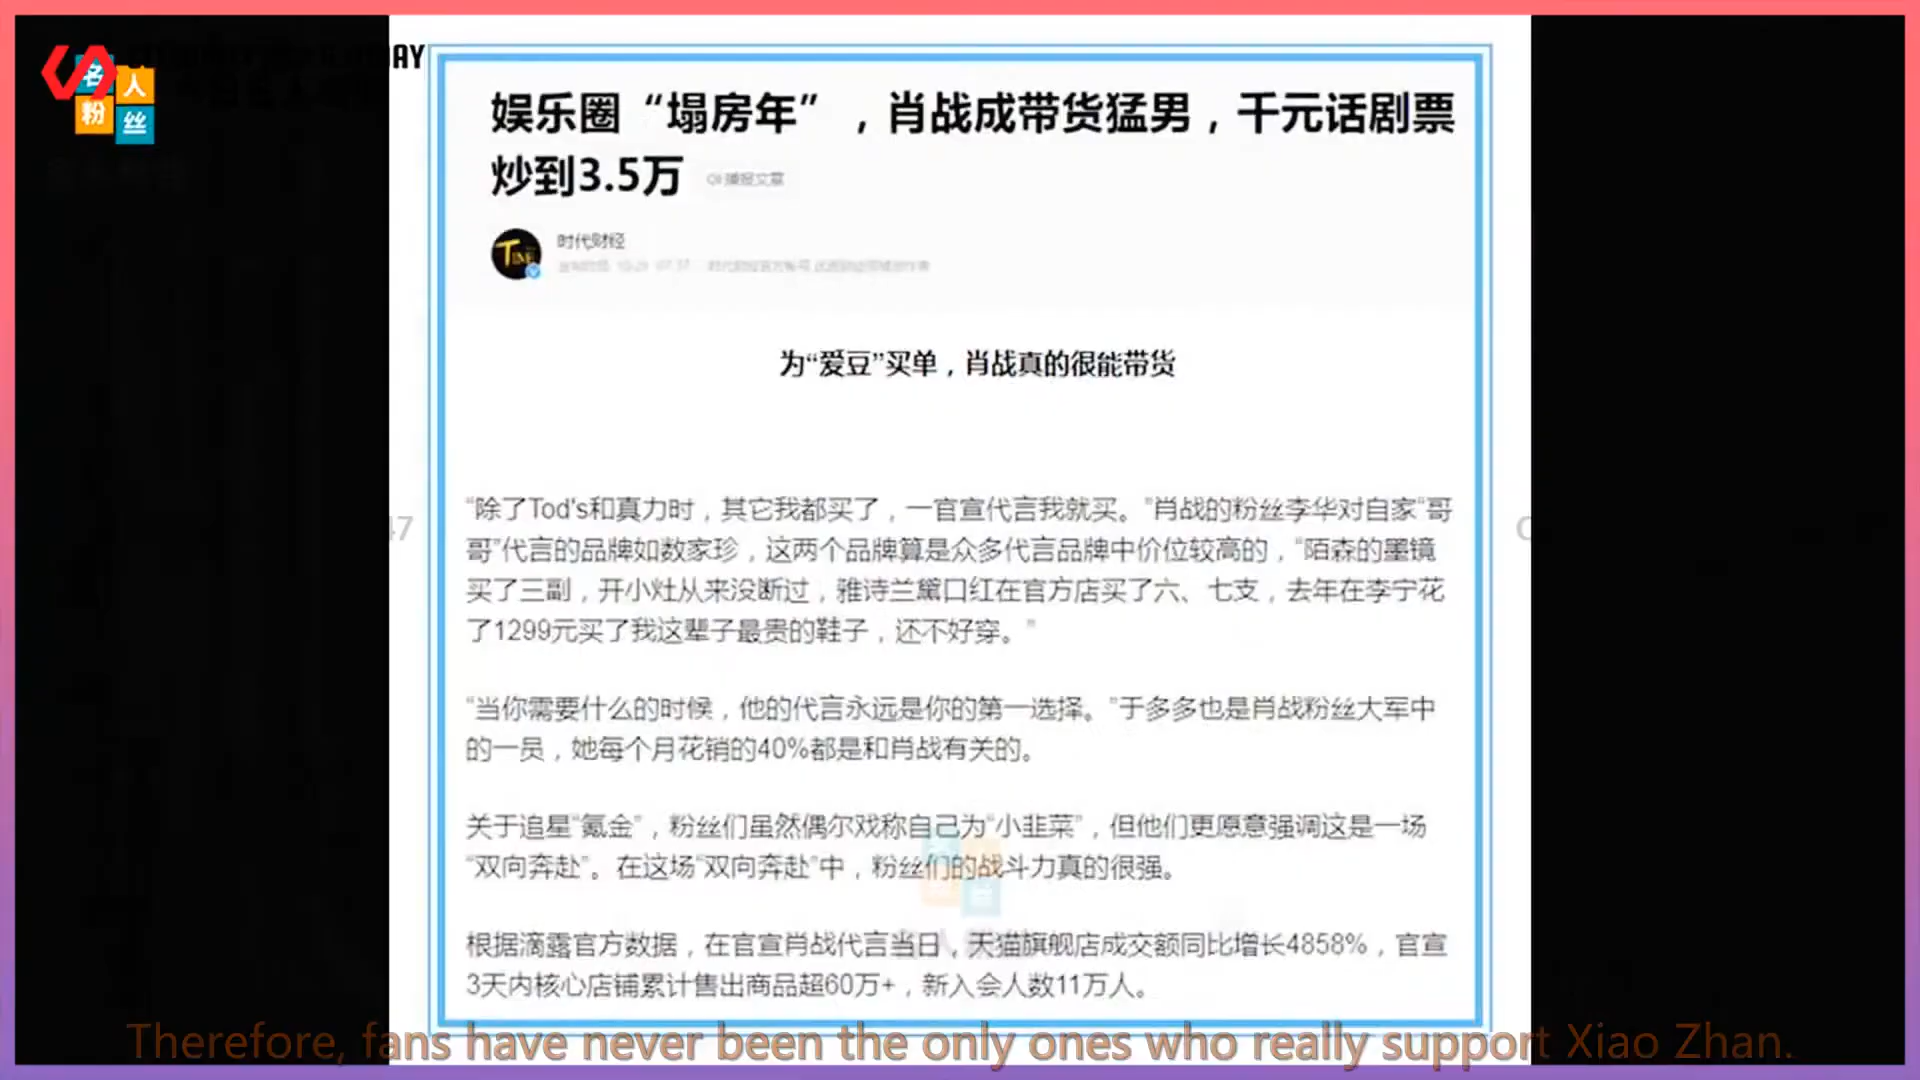 名人
粉丝
AY
娱乐圈“塌房年”，肖战成带货猛男，千元话剧票
炒到3.5万
播报文章
TIME
时代财经
为“爱豆”买单，肖战真的很能带货
“除了Tod's和真力时，其它我都买了，一官宣代言我就买。”肖战的粉丝李华对自家“哥
哥”代言的品牌如数家珍，这两个品牌算是众多代言品牌中价位较高的，“陌森的墨镜
买了三副，开小灶从来没断过，雅诗兰黛口红在官方店买了六、七支，去年在李宁花
了1299元买了我这辈子最贵的鞋子，还不好穿。”
“当你需要什么的时候，他的代言永远是你的第一选择。”于多多也是肖战粉丝大军中
的一员，她每个月花销的40%都是和肖战有关的。
关于追星“氪金”，粉丝们虽然偶尔戏称自己为“小韭菜”，但他们更愿意强调这是一场
“双向奔赴”。在这场“双向奔赴”中，粉丝们的战斗力真的很强。
根据滴露官方数据，在官宣肖战代言当日，天猫旗舰店成交额同比增长4858%，官宣
3天内核心店铺累计售出商品超60万+，新入会人数11万人。
Therefore, fans have never been the only ones who really support Xiao Zhan.